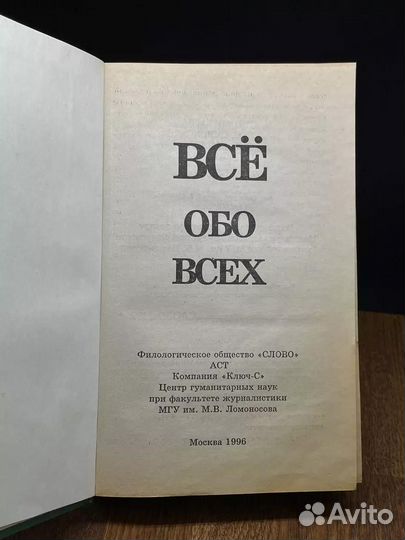 ВСЁ
ОБО
ВСЕХ
Филологическое общество «СЛОВО»
АСТ
Компания «Ключ-С»
Центр гуманитарных наук
при факультете журналистики
МГУ им. М.В. Ломоносова
Москва 1996
Avito